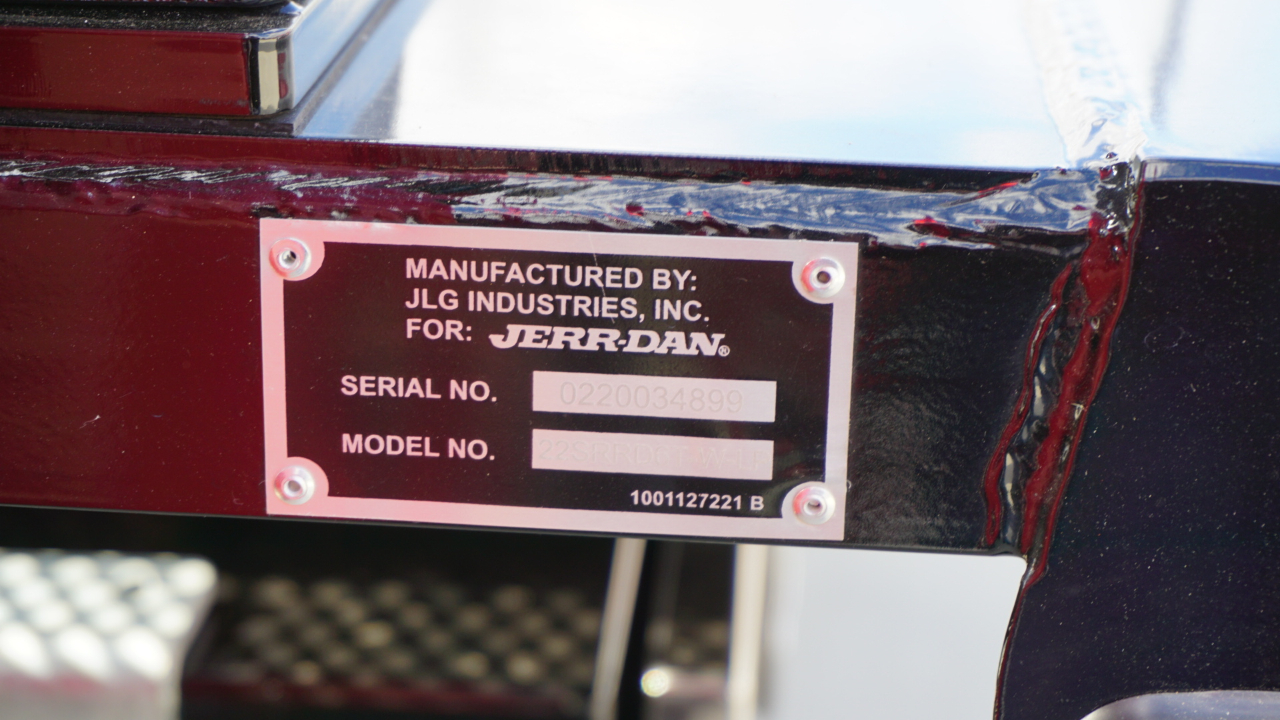 MANUFACTURED BY:
JLG INDUSTRIES, INC.
FOR: JERR-DAN®
SERIAL NO. 0220034899
MODEL NO.
1001127221 B